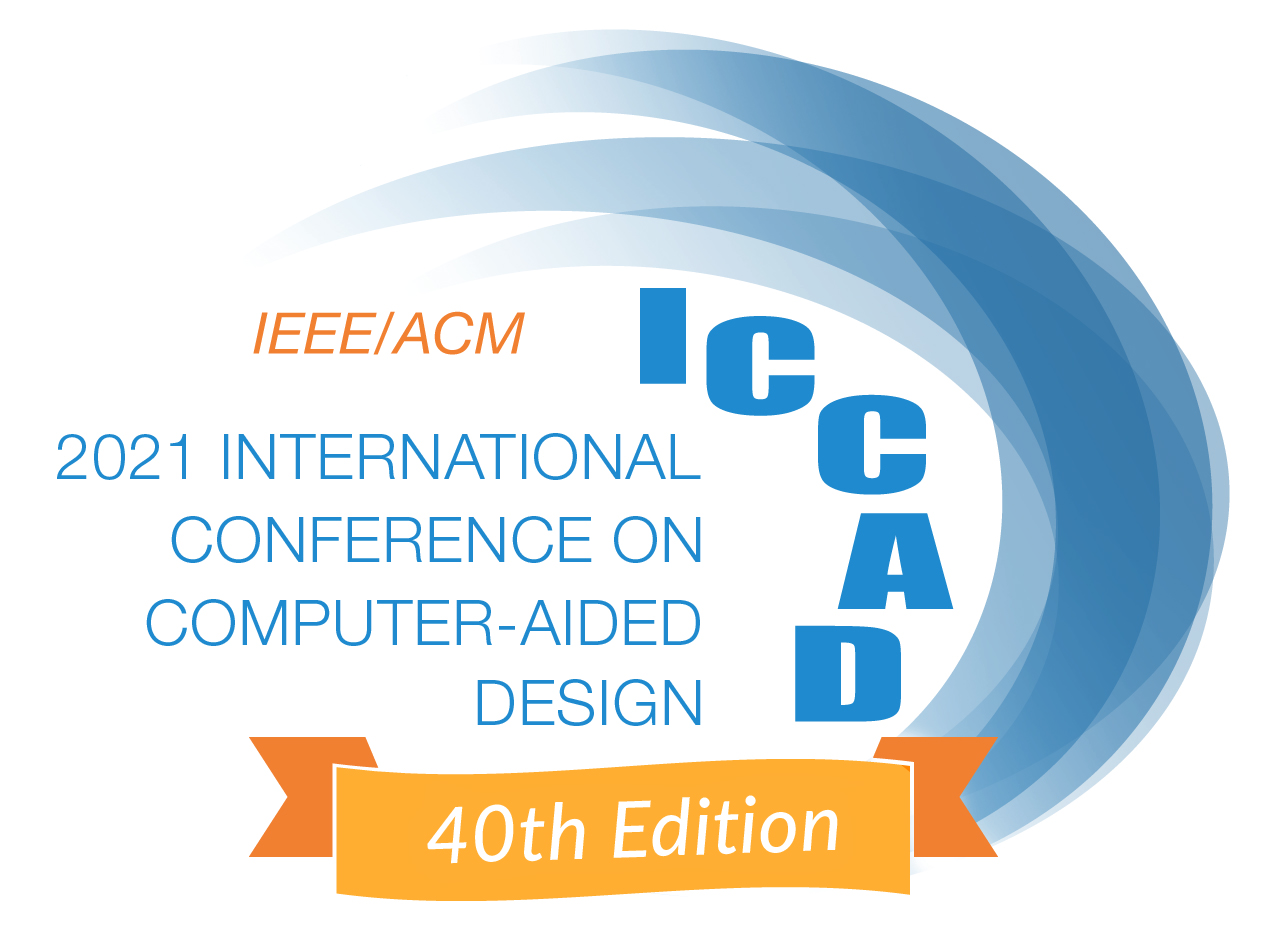 IEEE/ACM
ICCAD
2021 INTERNATIONAL
CONFERENCE ON
COMPUTER-AIDED
DESIGN
40th Edition